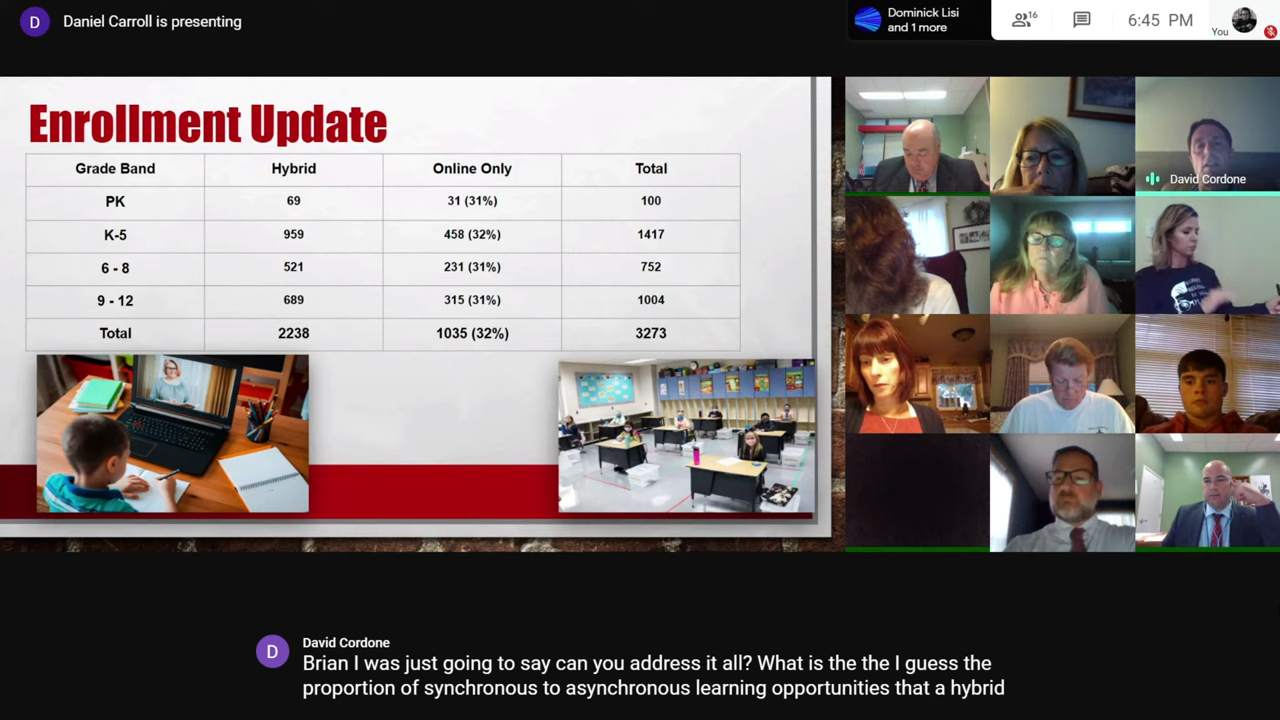 D Daniel Carroll is presenting
Dominick Lisi
and 1 more
16
6:45 PM
You
Enrollment Update
Grade Band Hybrid Online Only Total
PK 69 31 (31%) 100
K-5 959 458 (32%) 1417
6 - 8 521 231 (31%) 752
9 - 12 689 315 (31%) 1004
Total 2238 1035 (32%) 3273
David Cordone
D David Cordone
Brian I was just going to say can you address it all? What is the the I guess the
proportion of synchronous to asynchronous learning opportunities that a hybrid